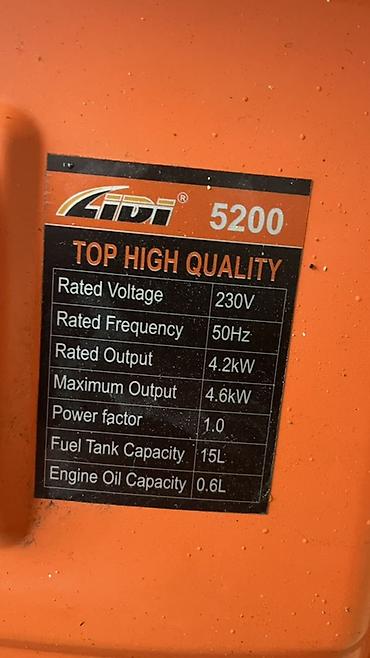 LIDI® 5200
TOP HIGH QUALITY
Rated Voltage 230V
Rated Frequency 50Hz
Rated Output 4.2kW
Maximum Output 4.6kW
Power factor 1.0
Fuel Tank Capacity 15L
Engine Oil Capacity 0.6L